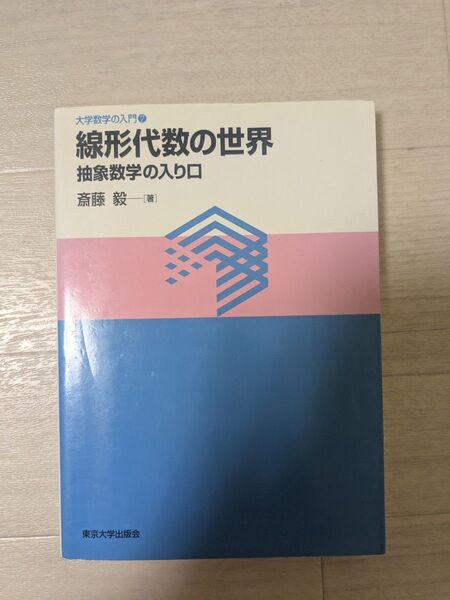 大学数学の入門❼
線形代数の世界
抽象数学の入り口
斎藤 毅──[著]
東京大学出版会